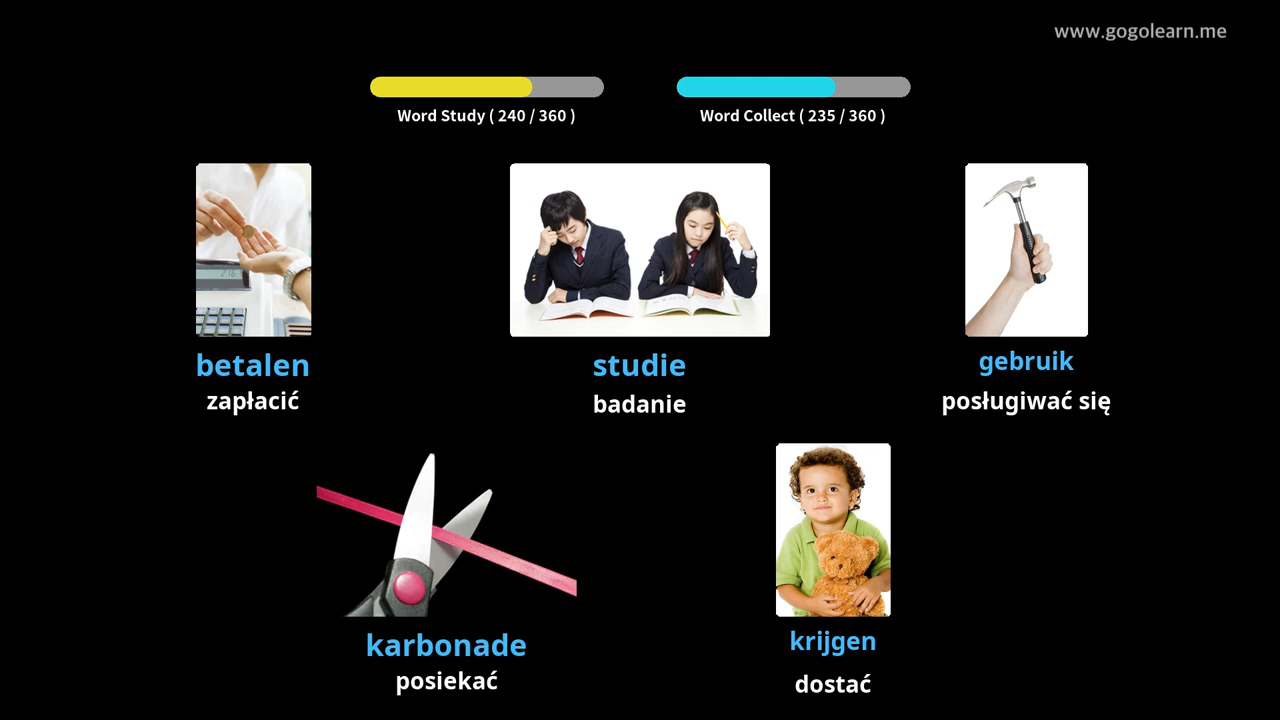 www.gogolearn.me
Word Study ( 240 / 360 )
Word Collect ( 235 / 360 )
betalen
zapłacić
studie
badanie
gebruik
posługiwać się
karbonade
posiekać
krijgen
dostać